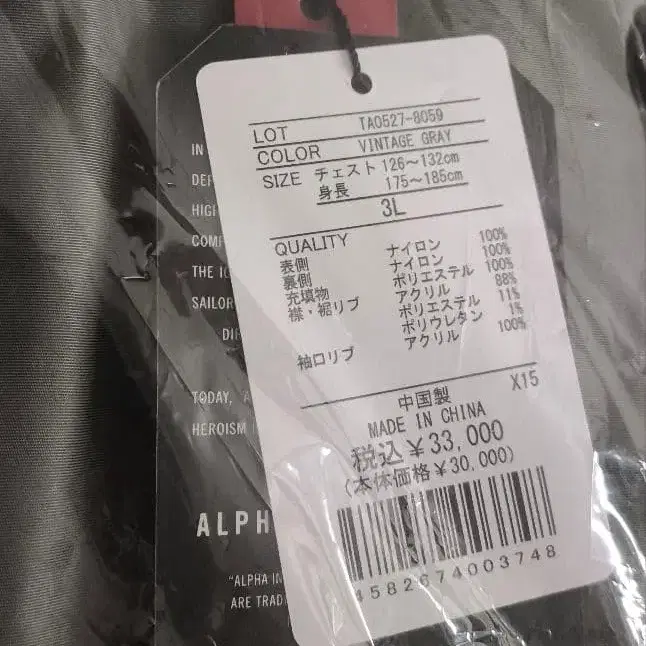 LOT TA0527-8059
COLOR VINTAGE GRAY
SIZE チェスト 126～132cm
身長 175～185cm
3L
QUALITY
表側 ナイロン 100%
裏側 ナイロン 100%
充填物 ポリエステル 100%
襟・裾リブ アクリル 88%
ポリエステル 11%
ポリウレタン 1%
袖口リブ アクリル 100%
X15
中国製
MADE IN CHINA
税込￥33,000
(本体価格￥30,000)
4582674003748
IN
DEF
HIGH
COM
THE
SAILOR
DI
TODAY,
HEROISM
ALPH
"ALPHA IN
ARE TRAD